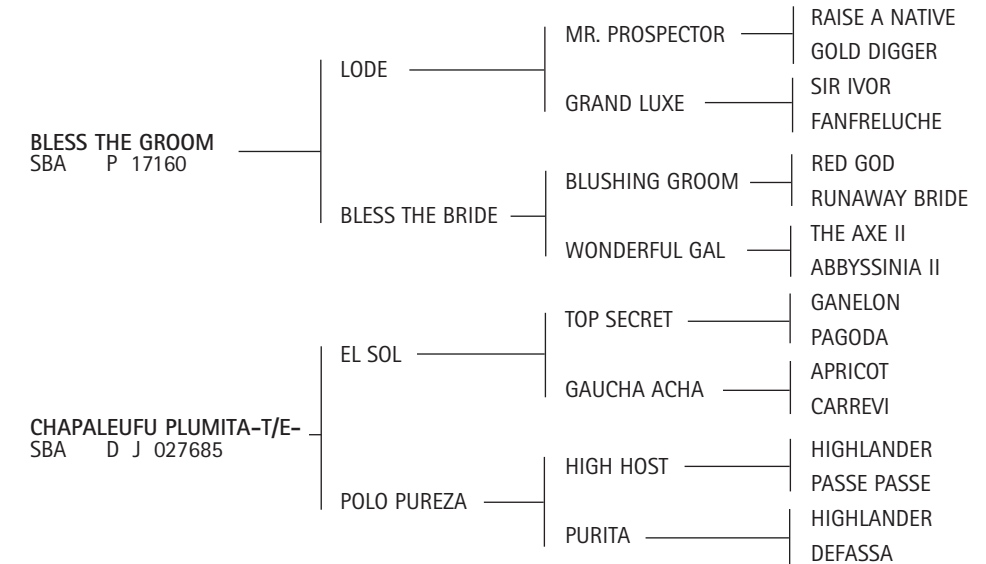 RAISE A NATIVE
MR. PROSPECTOR
GOLD DIGGER
LODE
SIR IVOR
GRAND LUXE
FANFRELUCHE
BLESS THE GROOM
SBA P 17160
RED GOD
BLUSHING GROOM
RUNAWAY BRIDE
BLESS THE BRIDE
THE AXE II
WONDERFUL GAL
ABBYSSINIA II
GANELON
TOP SECRET
PAGODA
EL SOL
APRICOT
GAUCHA ACHA
CARREVI
CHAPALEUFU PLUMITA-T/E-
SBA D J 027685
HIGHLANDER
HIGH HOST
PASSE PASSE
POLO PUREZA
HIGHLANDER
PURITA
DEFASSA